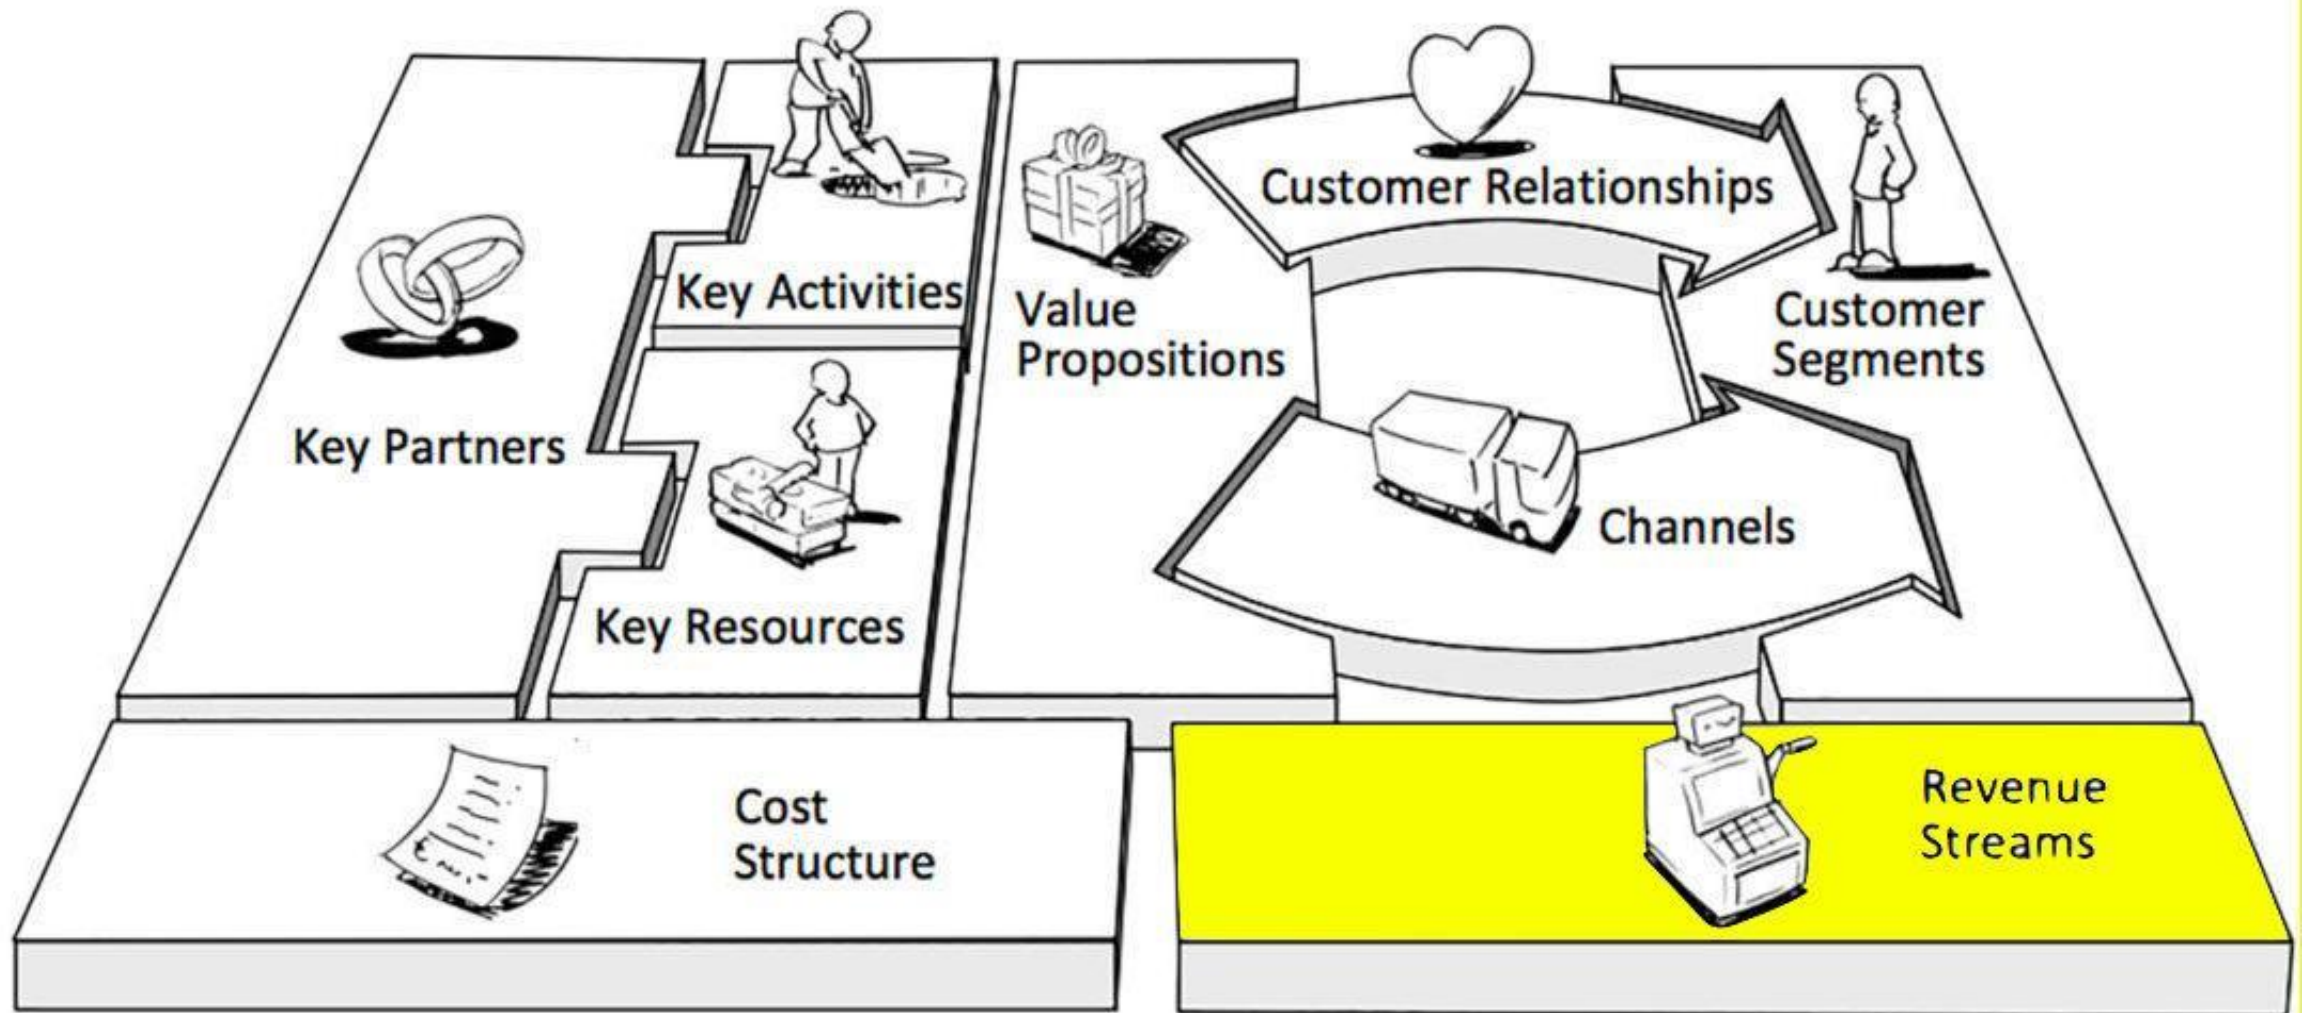 Customer Relationships
Key Activities
Value
Propositions
Customer
Segments
Key Partners
Channels
Key Resources
Cost
Structure
Revenue
Streams